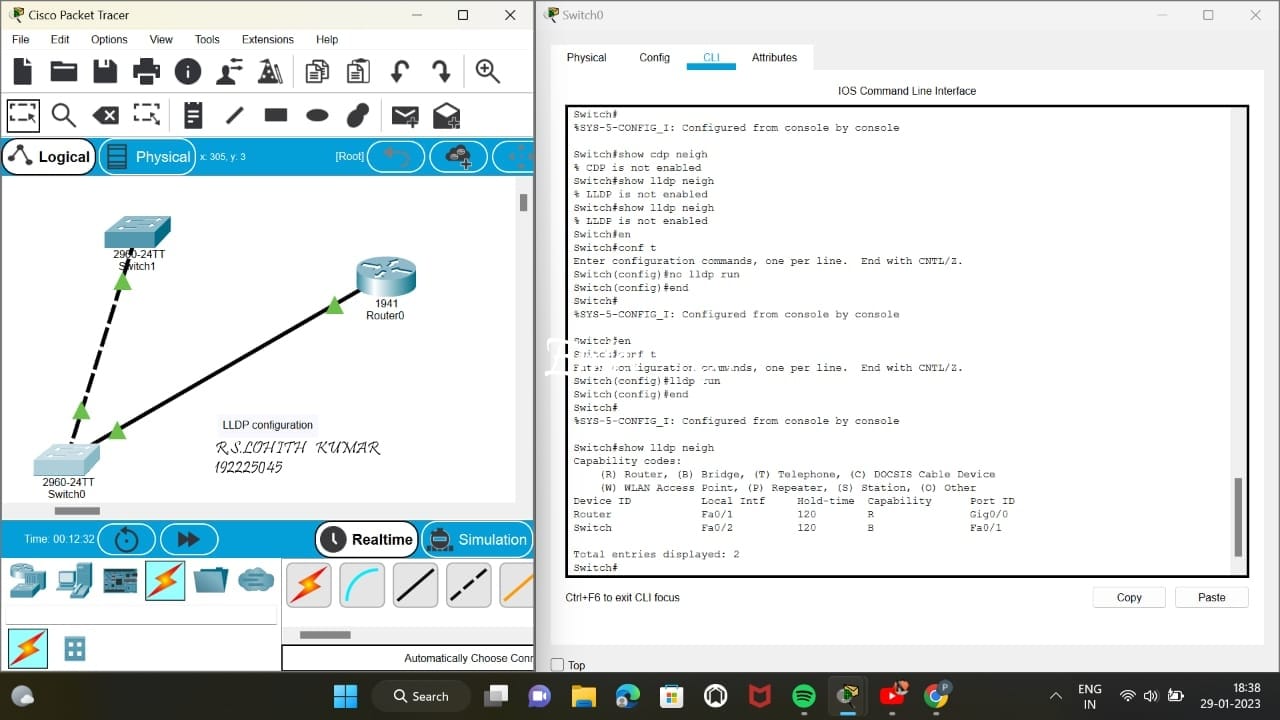 Cisco Packet Tracer
File Edit Options View Tools Extensions Help
Logical Physical x: 305, y: 3 [Root]
2960-24TT
Switch1
1941
Router0
LLDP configuration
R.S.LOHITH KUMAR
192225045
2960-24TT
Switch0
Time: 00:12:32 Realtime Simulation
Automatically Choose Conn
Switch0
Physical Config CLI Attributes
IOS Command Line Interface
Switch#
%SYS-5-CONFIG_I: Configured from console by console
Switch#show cdp neigh
% CDP is not enabled
Switch#show lldp neigh
% LLDP is not enabled
Switch#show lldp neigh
% LLDP is not enabled
Switch#en
Switch#conf t
Enter configuration commands, one per line. End with CNTL/Z.
Switch(config)#no lldp run
Switch(config)#end
Switch#
%SYS-5-CONFIG_I: Configured from console by console
Switch#en
Switch#conf t
Enter configuration commands, one per line. End with CNTL/Z.
Switch(config)#lldp run
Switch(config)#end
Switch#
%SYS-5-CONFIG_I: Configured from console by console
Switch#show lldp neigh
Capability codes:
(R) Router, (B) Bridge, (T) Telephone, (C) DOCSIS Cable Device
(W) WLAN Access Point, (P) Repeater, (S) Station, (O) Other
Device ID Local Intf Hold-time Capability Port ID
Router Fa0/1 120 R Gig0/0
Switch Fa0/2 120 B Fa0/1
Total entries displayed: 2
Switch#
Ctrl+F6 to exit CLI focus Copy Paste
Top
Search
ENG
IN
18:38
29-01-2023